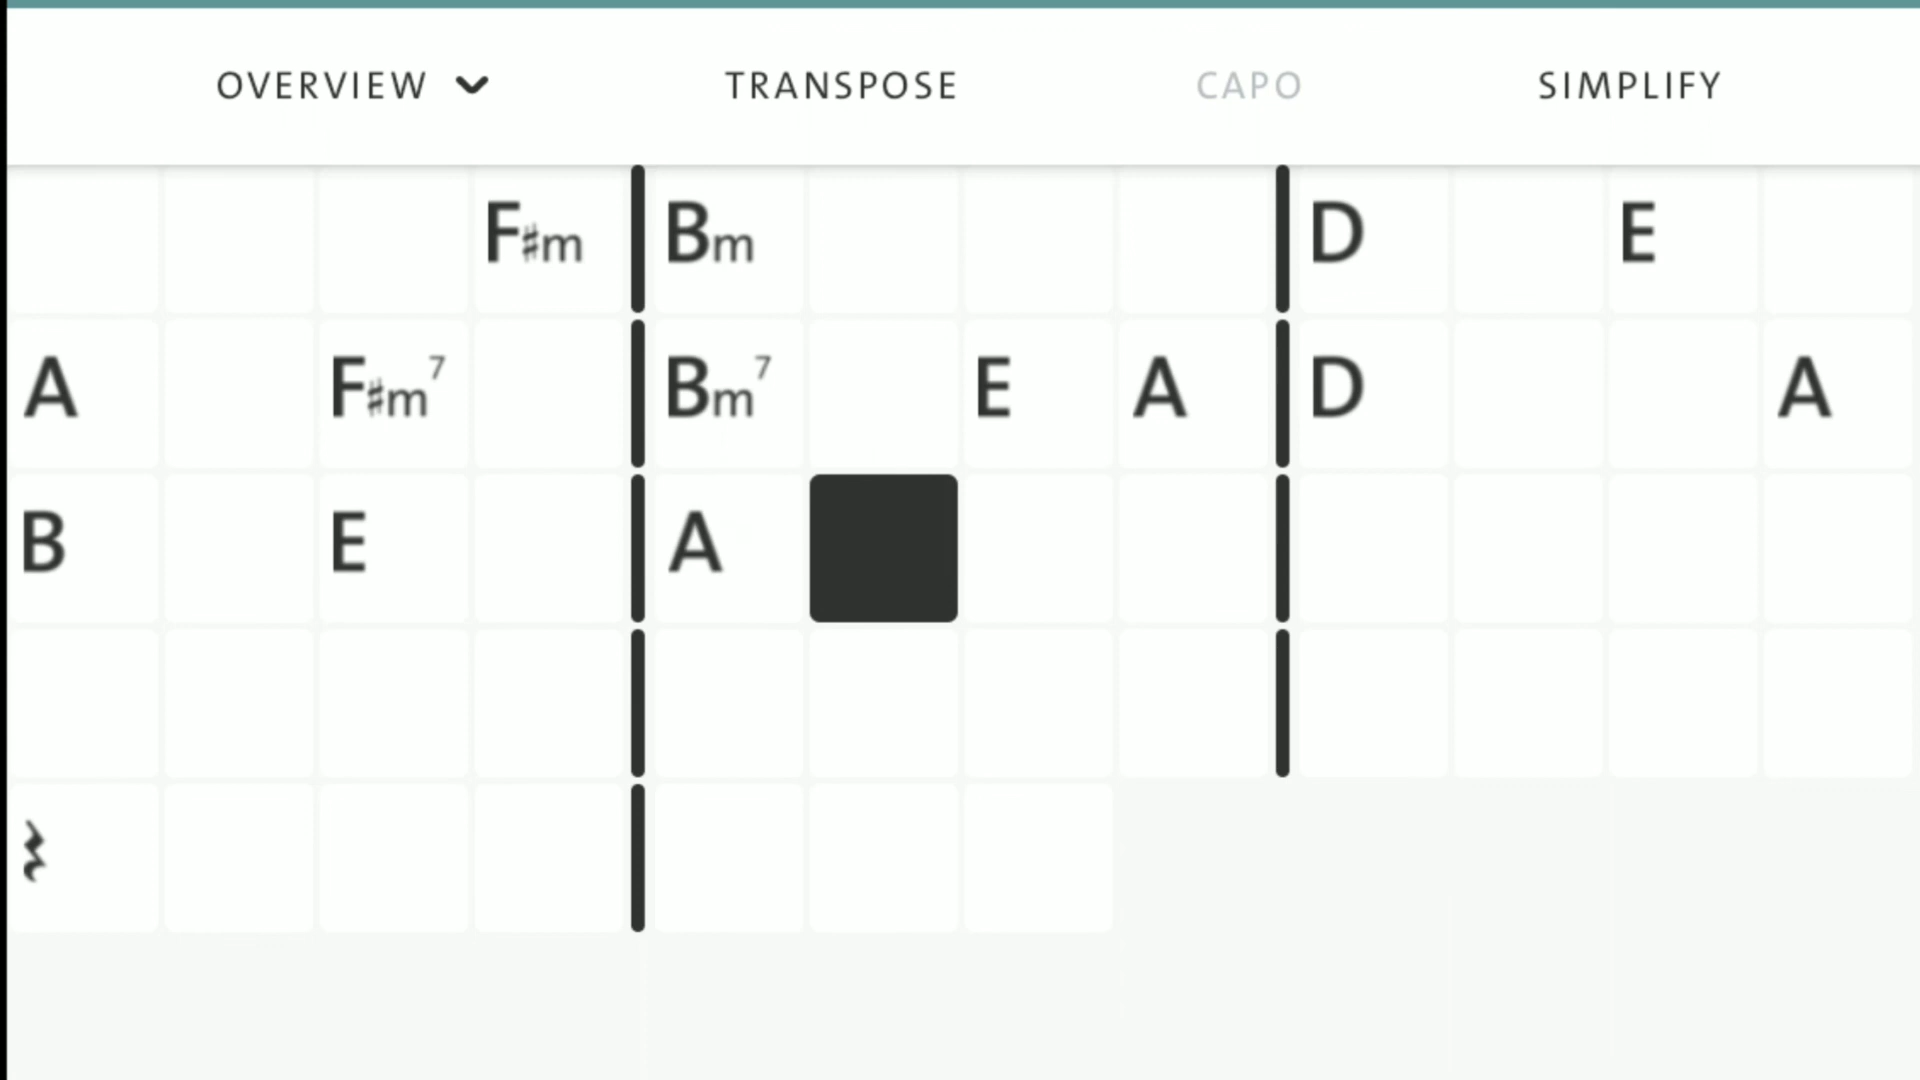 OVERVIEW TRANSPOSE CAPO SIMPLIFY
F♯m Bm D E
A F♯m7 Bm7 E A D A
B E A